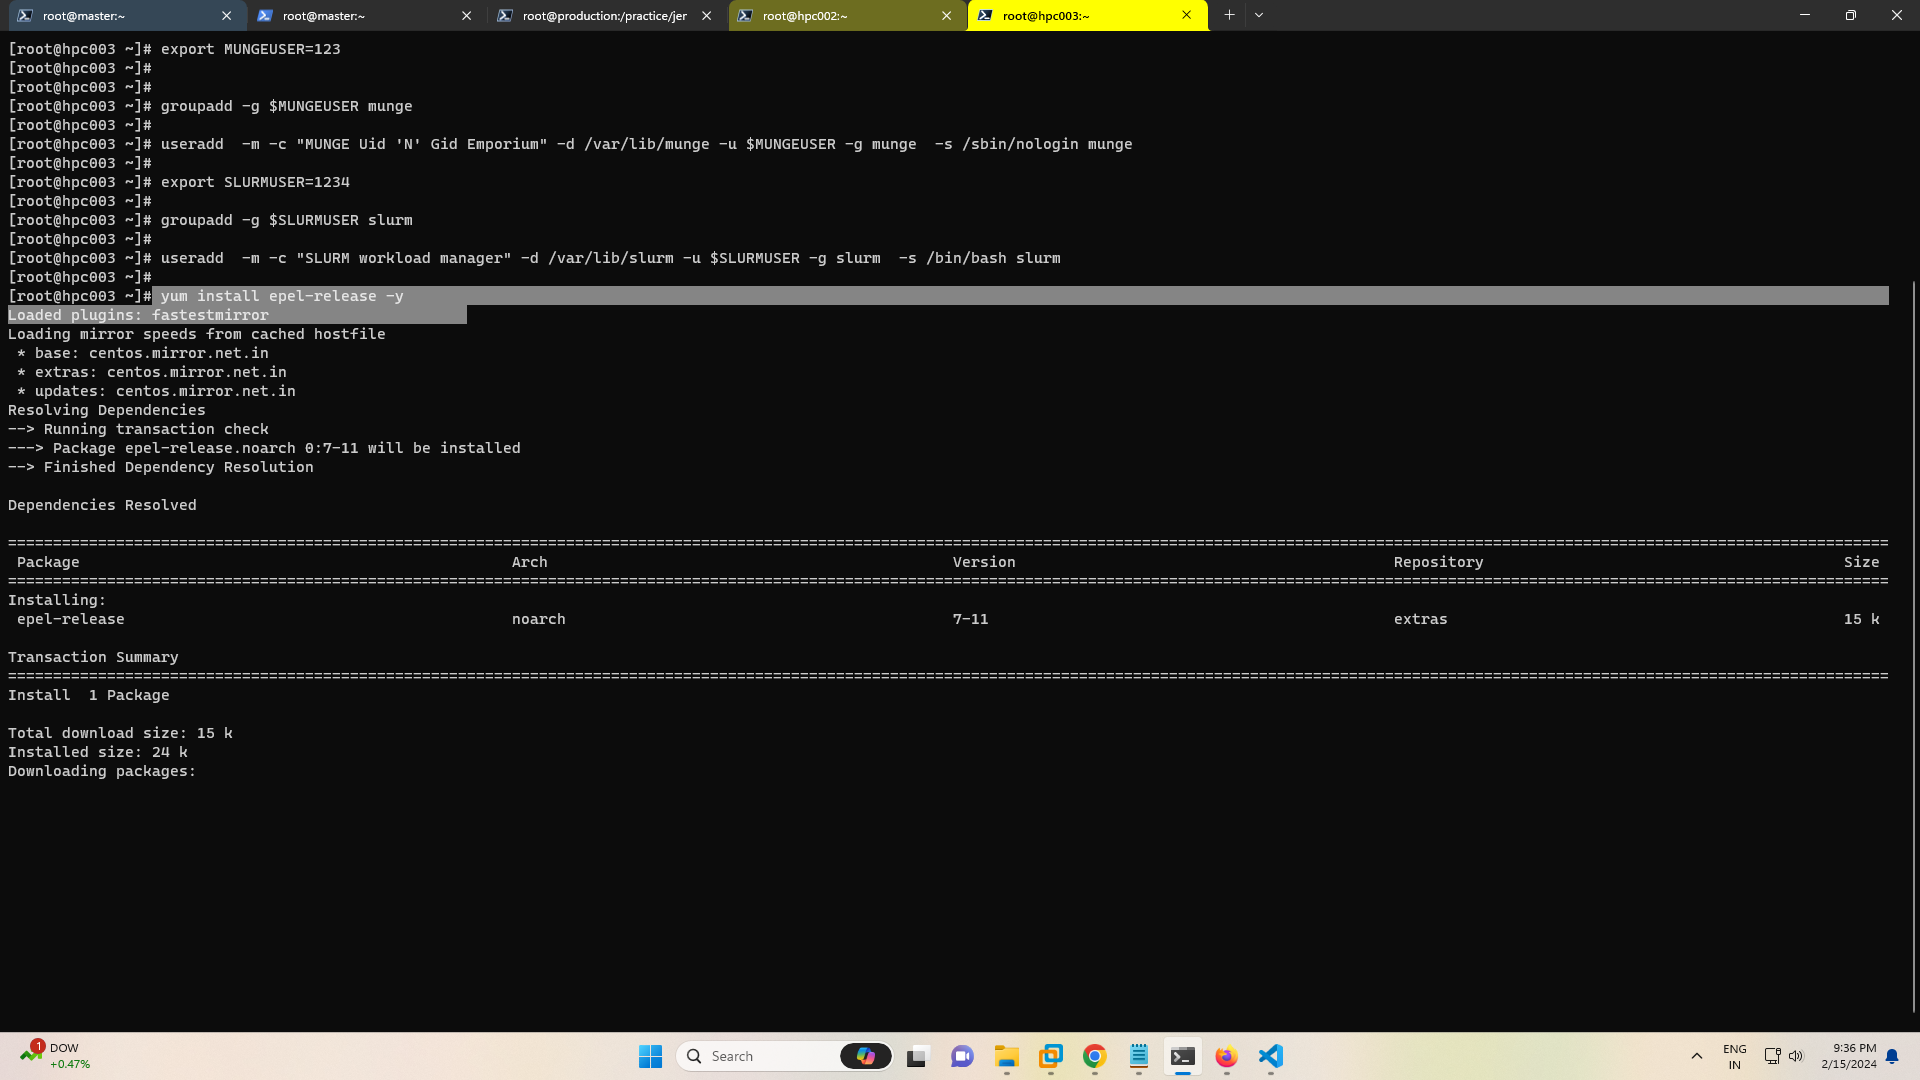 root@master:~
root@master:~
root@production:/practice/jer
root@hpc002:~
root@hpc003:~
[root@hpc003 ~]# export MUNGEUSER=123
[root@hpc003 ~]#
[root@hpc003 ~]#
[root@hpc003 ~]# groupadd -g $MUNGEUSER munge
[root@hpc003 ~]#
[root@hpc003 ~]# useradd  -m -c "MUNGE Uid 'N' Gid Emporium" -d /var/lib/munge -u $MUNGEUSER -g munge  -s /sbin/nologin munge
[root@hpc003 ~]#
[root@hpc003 ~]# export SLURMUSER=1234
[root@hpc003 ~]#
[root@hpc003 ~]# groupadd -g $SLURMUSER slurm
[root@hpc003 ~]#
[root@hpc003 ~]# useradd  -m -c "SLURM workload manager" -d /var/lib/slurm -u $SLURMUSER -g slurm  -s /bin/bash slurm
[root@hpc003 ~]#
[root@hpc003 ~]# yum install epel-release -y
Loaded plugins: fastestmirror
Loading mirror speeds from cached hostfile
 * base: centos.mirror.net.in
 * extras: centos.mirror.net.in
 * updates: centos.mirror.net.in
Resolving Dependencies
--> Running transaction check
---> Package epel-release.noarch 0:7-11 will be installed
--> Finished Dependency Resolution
Dependencies Resolved
Package Arch Version Repository Size
Installing:
epel-release noarch 7-11 extras 15 k
Transaction Summary
Install  1 Package
Total download size: 15 k
Installed size: 24 k
Downloading packages:
1
DOW
+0.47%
Search
ENG
IN
9:36 PM
2/15/2024